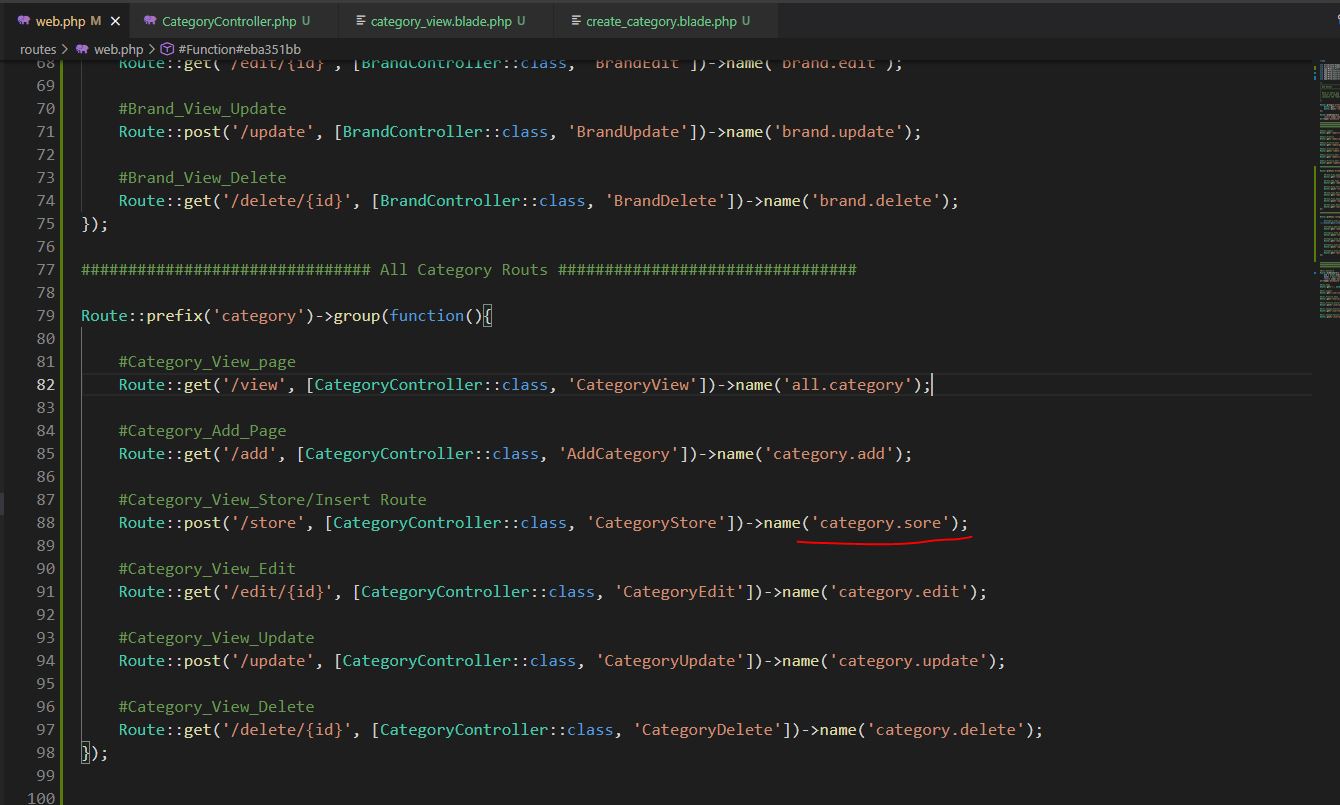 web.php M ✕
CategoryController.php U
category_view.blade.php U
create_category.blade.php U
routes > web.php > #Function#eba351bb
68 Route::get('/edit/{id}', [BrandController::class, 'BrandEdit'])->name('brand.edit');
69
70 #Brand_View_Update
71 Route::post('/update', [BrandController::class, 'BrandUpdate'])->name('brand.update');
72
73 #Brand_View_Delete
74 Route::get('/delete/{id}', [BrandController::class, 'BrandDelete'])->name('brand.delete');
75 });
76
77 ############################### All Category Routs ################################
78
79 Route::prefix('category')->group(function(){
80
81 #Category_View_page
82 Route::get('/view', [CategoryController::class, 'CategoryView'])->name('all.category');
83
84 #Category_Add_Page
85 Route::get('/add', [CategoryController::class, 'AddCategory'])->name('category.add');
86
87 #Category_View_Store/Insert Route
88 Route::post('/store', [CategoryController::class, 'CategoryStore'])->name('category.sore');
89
90 #Category_View_Edit
91 Route::get('/edit/{id}', [CategoryController::class, 'CategoryEdit'])->name('category.edit');
92
93 #Category_View_Update
94 Route::post('/update', [CategoryController::class, 'CategoryUpdate'])->name('category.update');
95
96 #Category_View_Delete
97 Route::get('/delete/{id}', [CategoryController::class, 'CategoryDelete'])->name('category.delete');
98 });
99
100